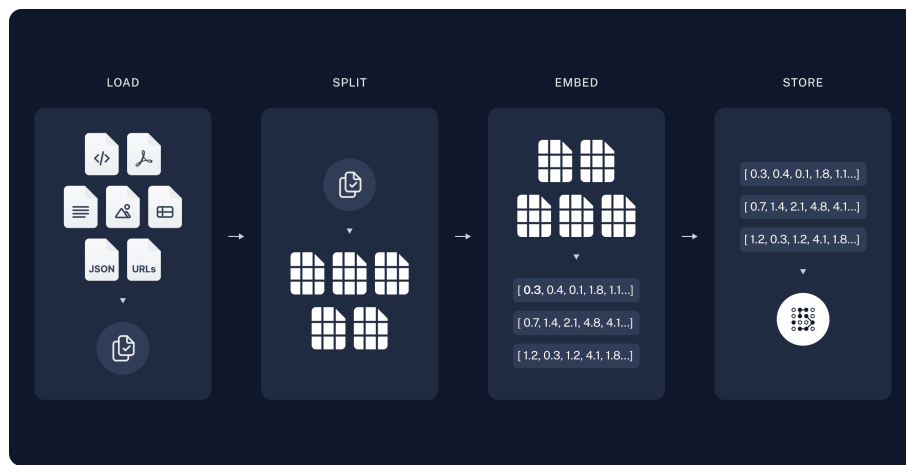 LOAD
SPLIT
EMBED
STORE
</>
JSON
URLs
[ 0.3, 0.4, 0.1, 1.8, 1.1...]
[ 0.7, 1.4, 2.1, 4.8, 4.1...]
[ 1.2, 0.3, 1.2, 4.1, 1.8...]
[ 0.3, 0.4, 0.1, 1.8, 1.1...]
[ 0.7, 1.4, 2.1, 4.8, 4.1...]
[ 1.2, 0.3, 1.2, 4.1, 1.8...]